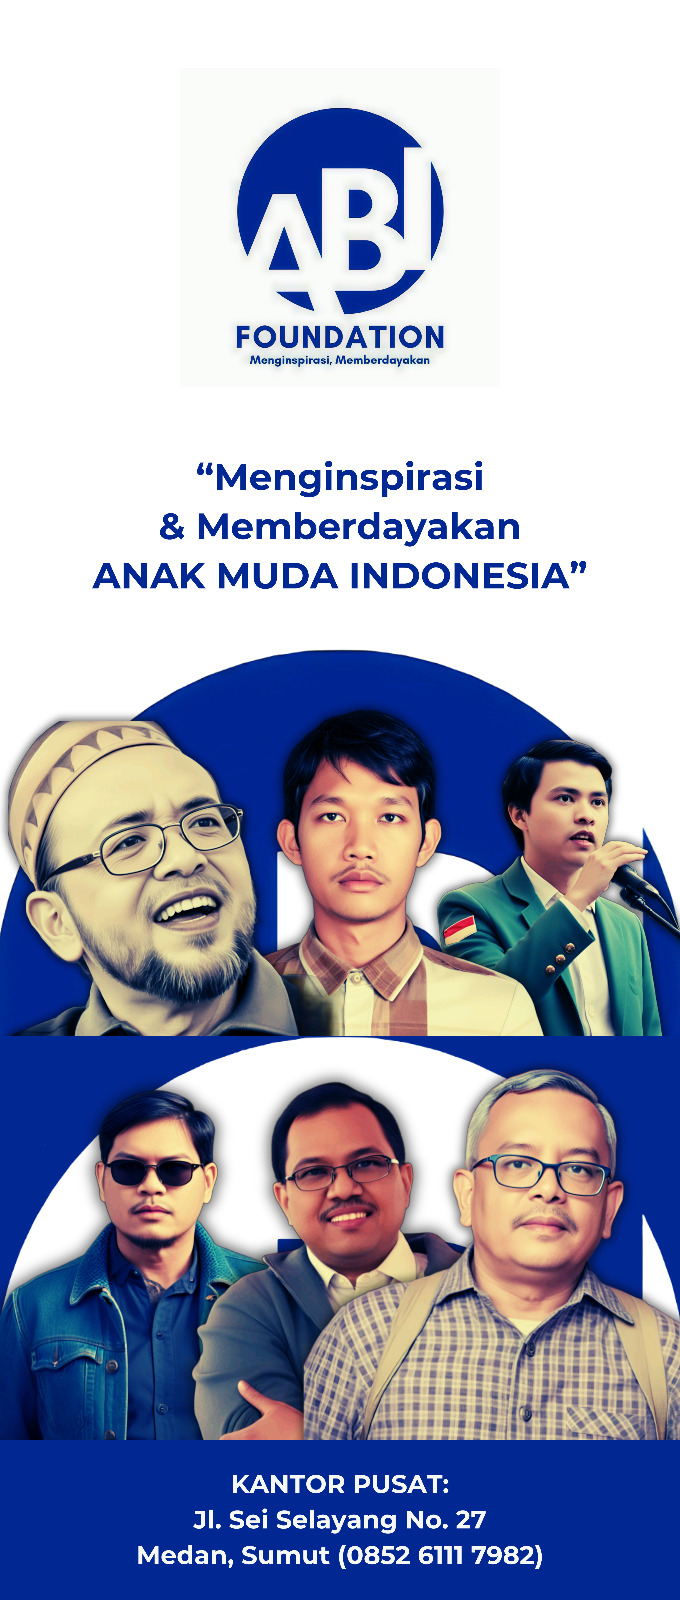 ABI
FOUNDATION
Menginspirasi, Memberdayakan
“Menginspirasi
& Memberdayakan
ANAK MUDA INDONESIA”
KANTOR PUSAT:
Jl. Sei Selayang No. 27
Medan, Sumut (0852 6111 7982)